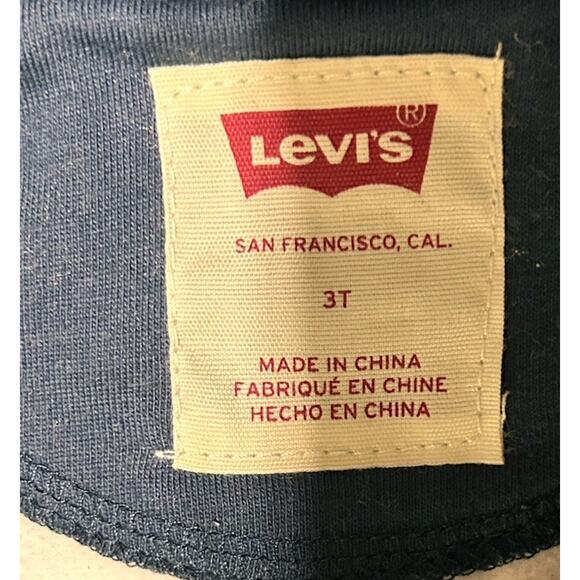 Levi's®
SAN FRANCISCO, CAL.
3T
MADE IN CHINA
FABRIQUÉ EN CHINE
HECHO EN CHINA